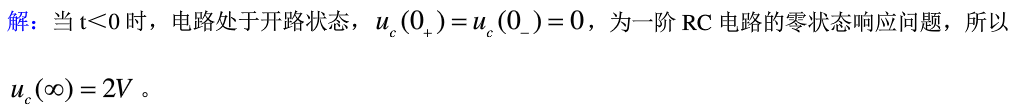 解：当 t＜0 时，电路处于开路状态，u_c(0_+) = u_c(0_-) = 0，为一阶 RC 电路的零状态响应问题，所以
u_c(∞) = 2V 。